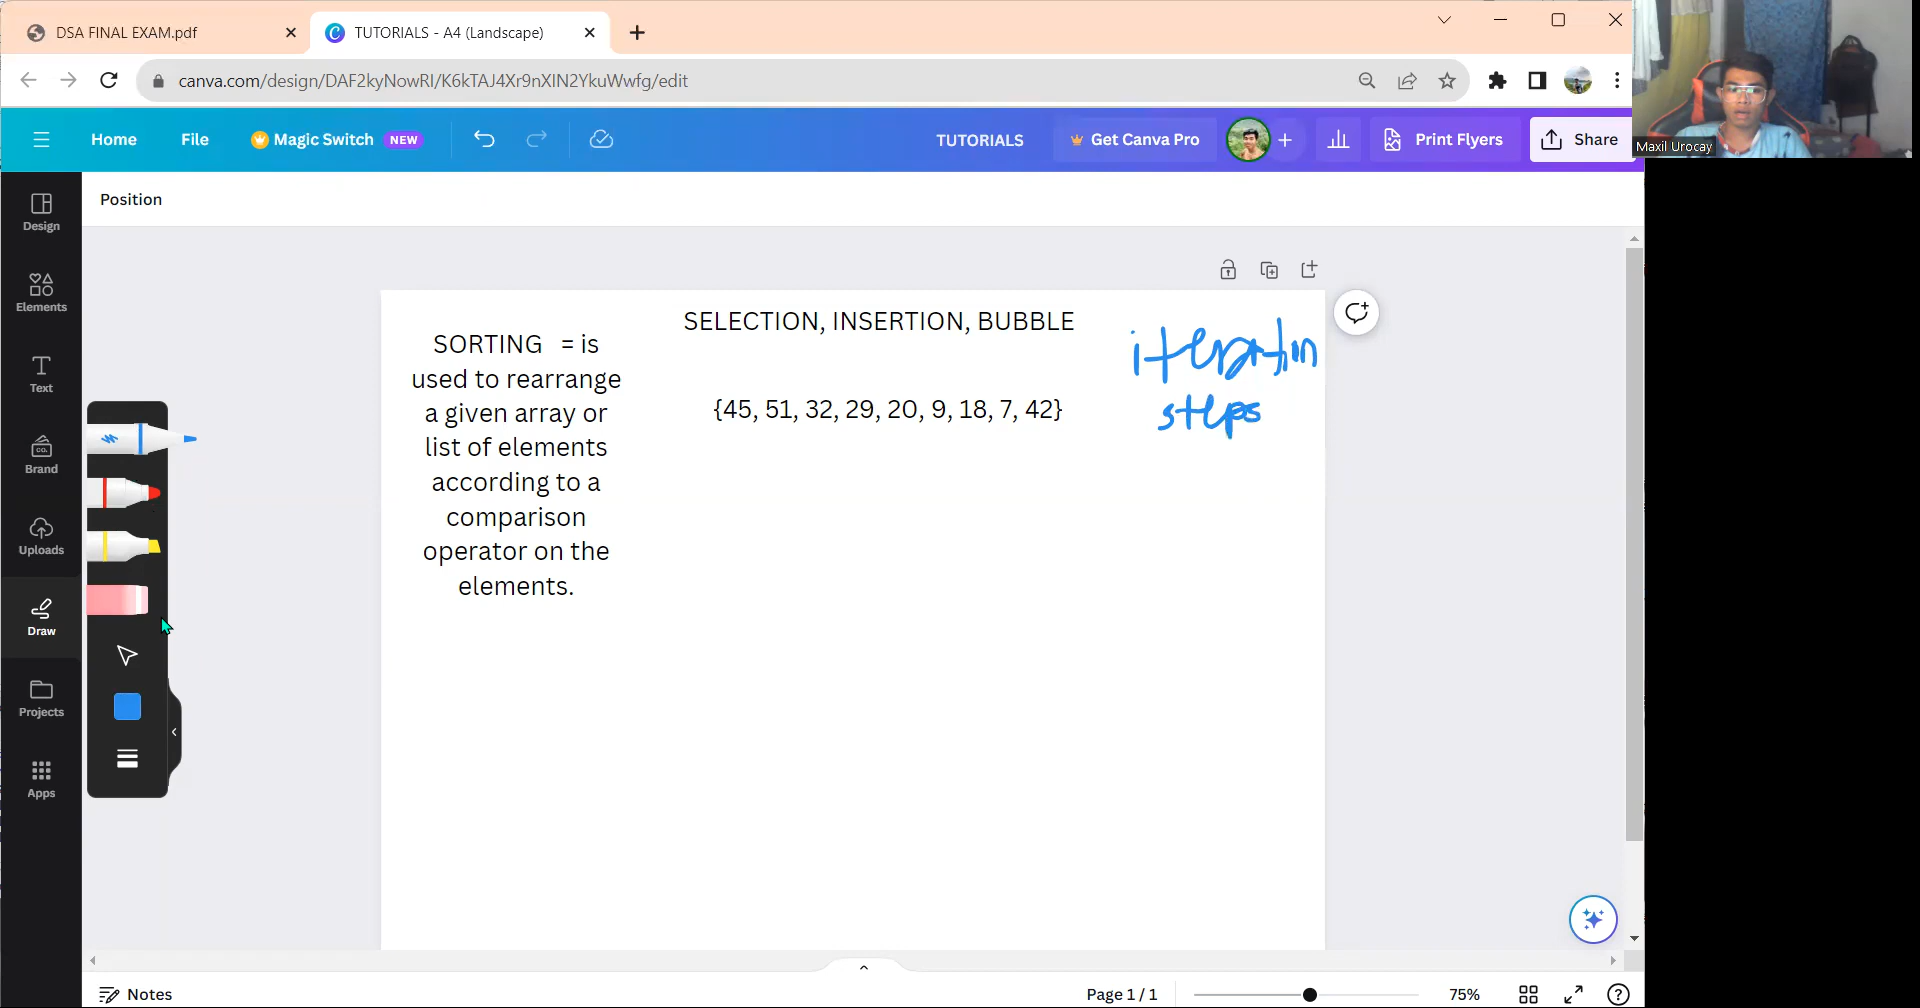 DSA FINAL EXAM.pdf
TUTORIALS - A4 (Landscape)
canva.com/design/DAF2kyNowRI/K6kTAJ4Xr9nXIN2YkuWwfg/edit
Home
File
Magic Switch NEW
TUTORIALS
Get Canva Pro
Print Flyers
Share
Maxil Urocay
Position
Design
Elements
Text
Brand
Uploads
Draw
Projects
Apps
SORTING = is
used to rearrange
a given array or
list of elements
according to a
comparison
operator on the
elements.
SELECTION, INSERTION, BUBBLE
{45, 51, 32, 29, 20, 9, 18, 7, 42}
iteration
steps
Notes
Page 1 / 1
75%